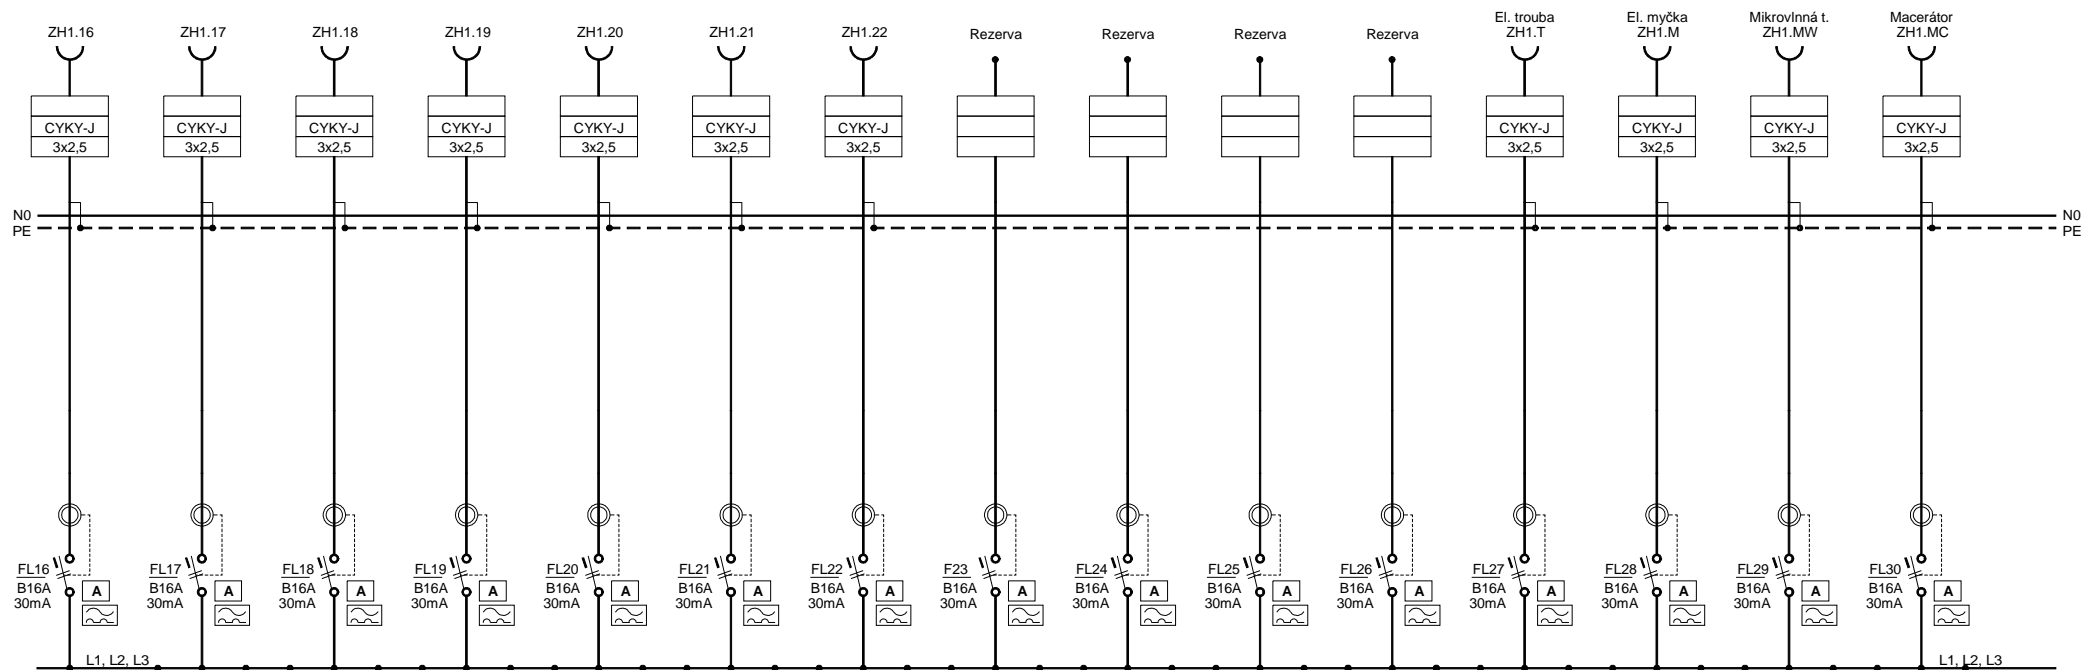 ZH1.16 ZH1.17 ZH1.18 ZH1.19 ZH1.20 ZH1.21 ZH1.22 Rezerva Rezerva Rezerva Rezerva El. trouba El. myčka Mikrovlnná t. Macerátor
ZH1.T ZH1.M ZH1.MW ZH1.MC
CYKY-J CYKY-J CYKY-J CYKY-J CYKY-J CYKY-J CYKY-J CYKY-J CYKY-J CYKY-J CYKY-J
3x2,5 3x2,5 3x2,5 3x2,5 3x2,5 3x2,5 3x2,5 3x2,5 3x2,5 3x2,5 3x2,5
N0 N0
PE PE
FL16 FL17 FL18 FL19 FL20 FL21 FL22 F23 FL24 FL25 FL26 FL27 FL28 FL29 FL30
B16A A B16A A B16A A B16A A B16A A B16A A B16A A B16A A B16A A B16A A B16A A B16A A B16A A B16A A B16A A
30mA 30mA 30mA 30mA 30mA 30mA 30mA 30mA 30mA 30mA 30mA 30mA 30mA 30mA 30mA
L1, L2, L3 L1, L2, L3